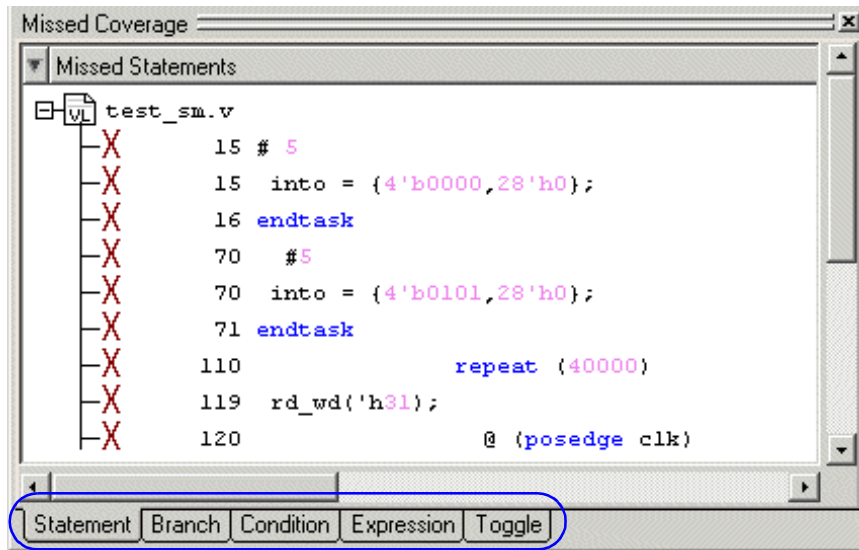 Missed Coverage
Missed Statements
VL test_sm.v
X 15 # 5
X 15 into = {4'b0000,28'h0};
X 16 endtask
X 70 #5
X 70 into = {4'b0101,28'h0};
X 71 endtask
X 110 repeat (40000)
X 119 rd_wd('h31);
X 120 @ (posedge clk)
Statement Branch Condition Expression Toggle